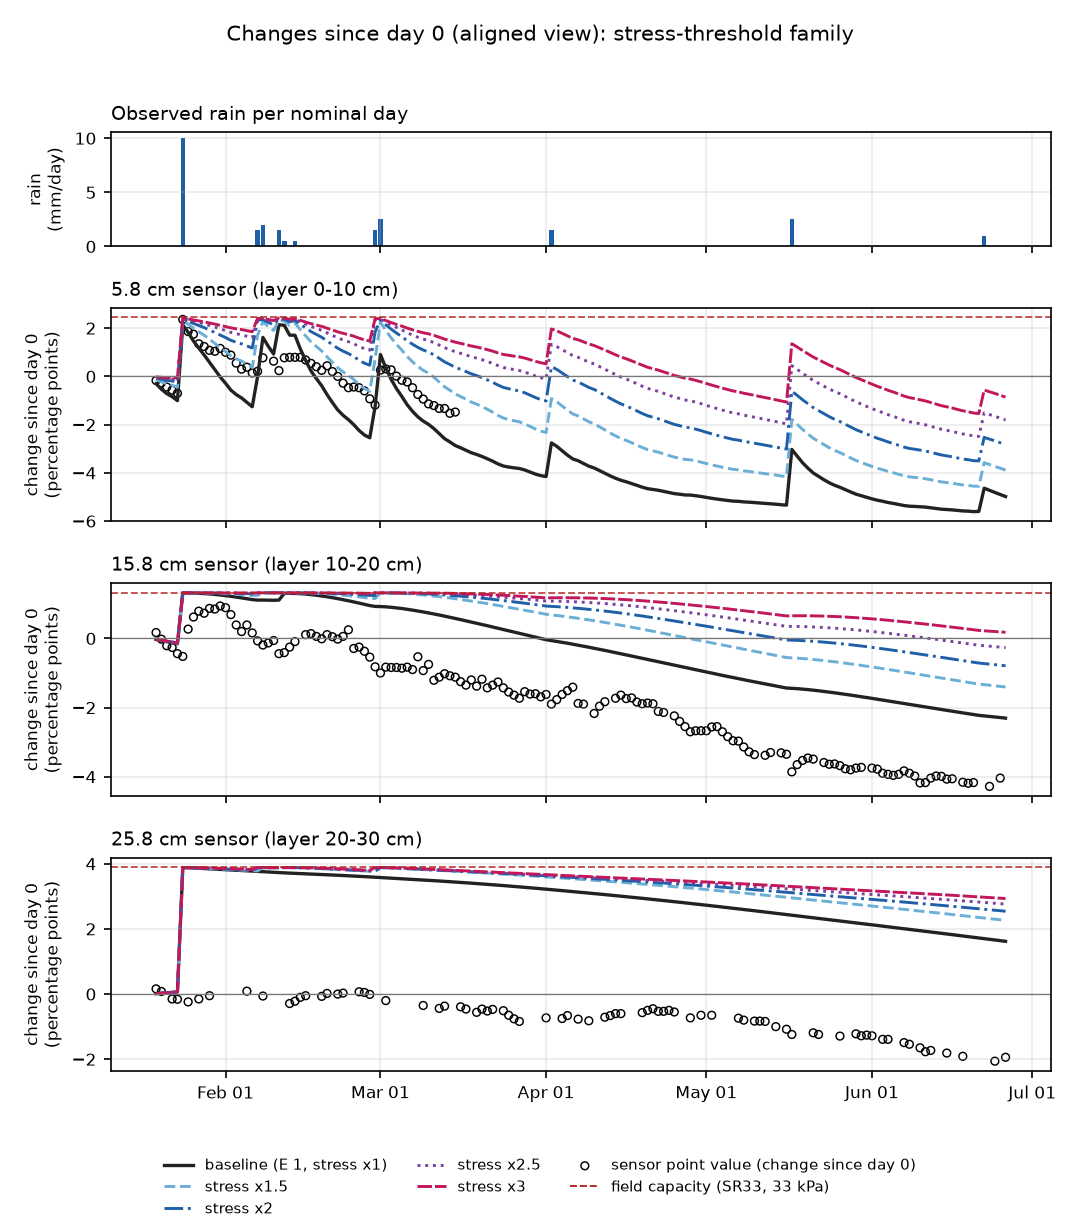 Changes since day 0 (aligned view): stress-threshold family
Observed rain per nominal day
rain
(mm/day)
10
5
0
5.8 cm sensor (layer 0-10 cm)
change since day 0
(percentage points)
2
0
−2
−4
−6
15.8 cm sensor (layer 10-20 cm)
change since day 0
(percentage points)
0
−2
−4
25.8 cm sensor (layer 20-30 cm)
change since day 0
(percentage points)
4
2
0
−2
Feb 01 Mar 01 Apr 01 May 01 Jun 01 Jul 01
baseline (E 1, stress x1) stress x2.5 sensor point value (change since day 0)
stress x1.5 stress x3 field capacity (SR33, 33 kPa)
stress x2